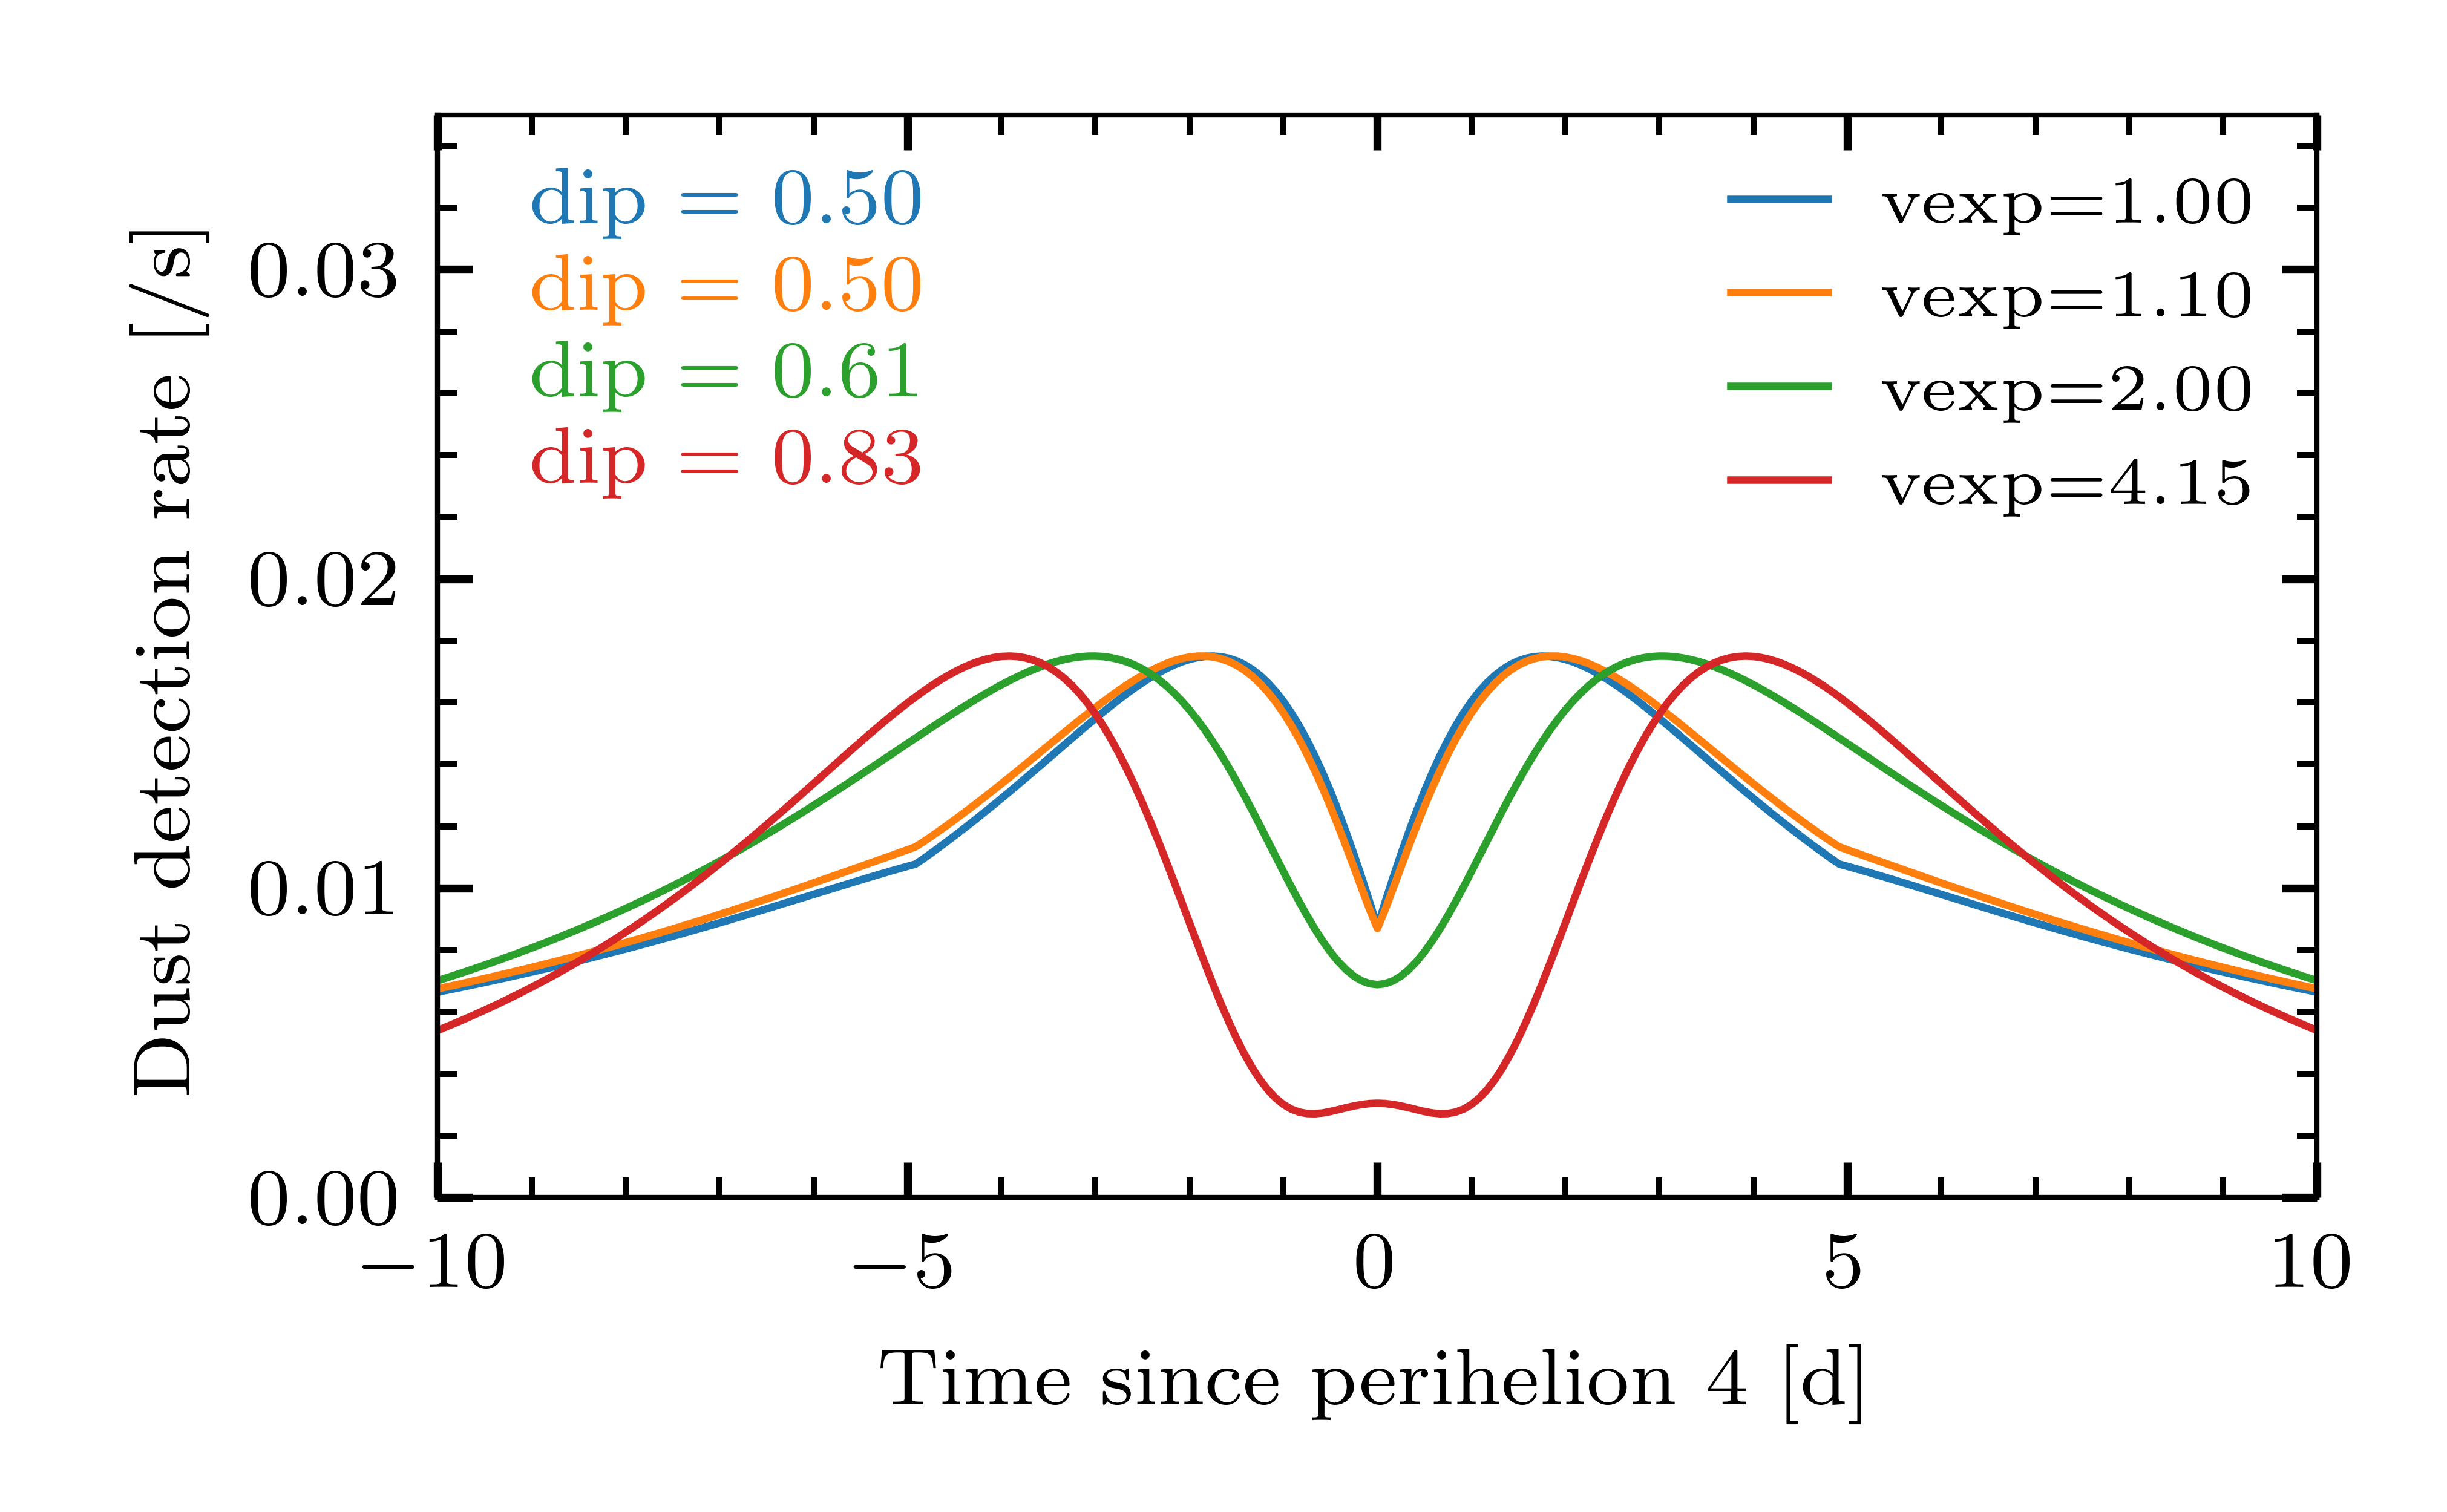 dip = 0.50
dip = 0.50
dip = 0.61
dip = 0.83
vexp=1.00
vexp=1.10
vexp=2.00
vexp=4.15
Dust detection rate [/s]
0.03
0.02
0.01
0.00
−10
−5
0
5
10
Time since perihelion 4 [d]